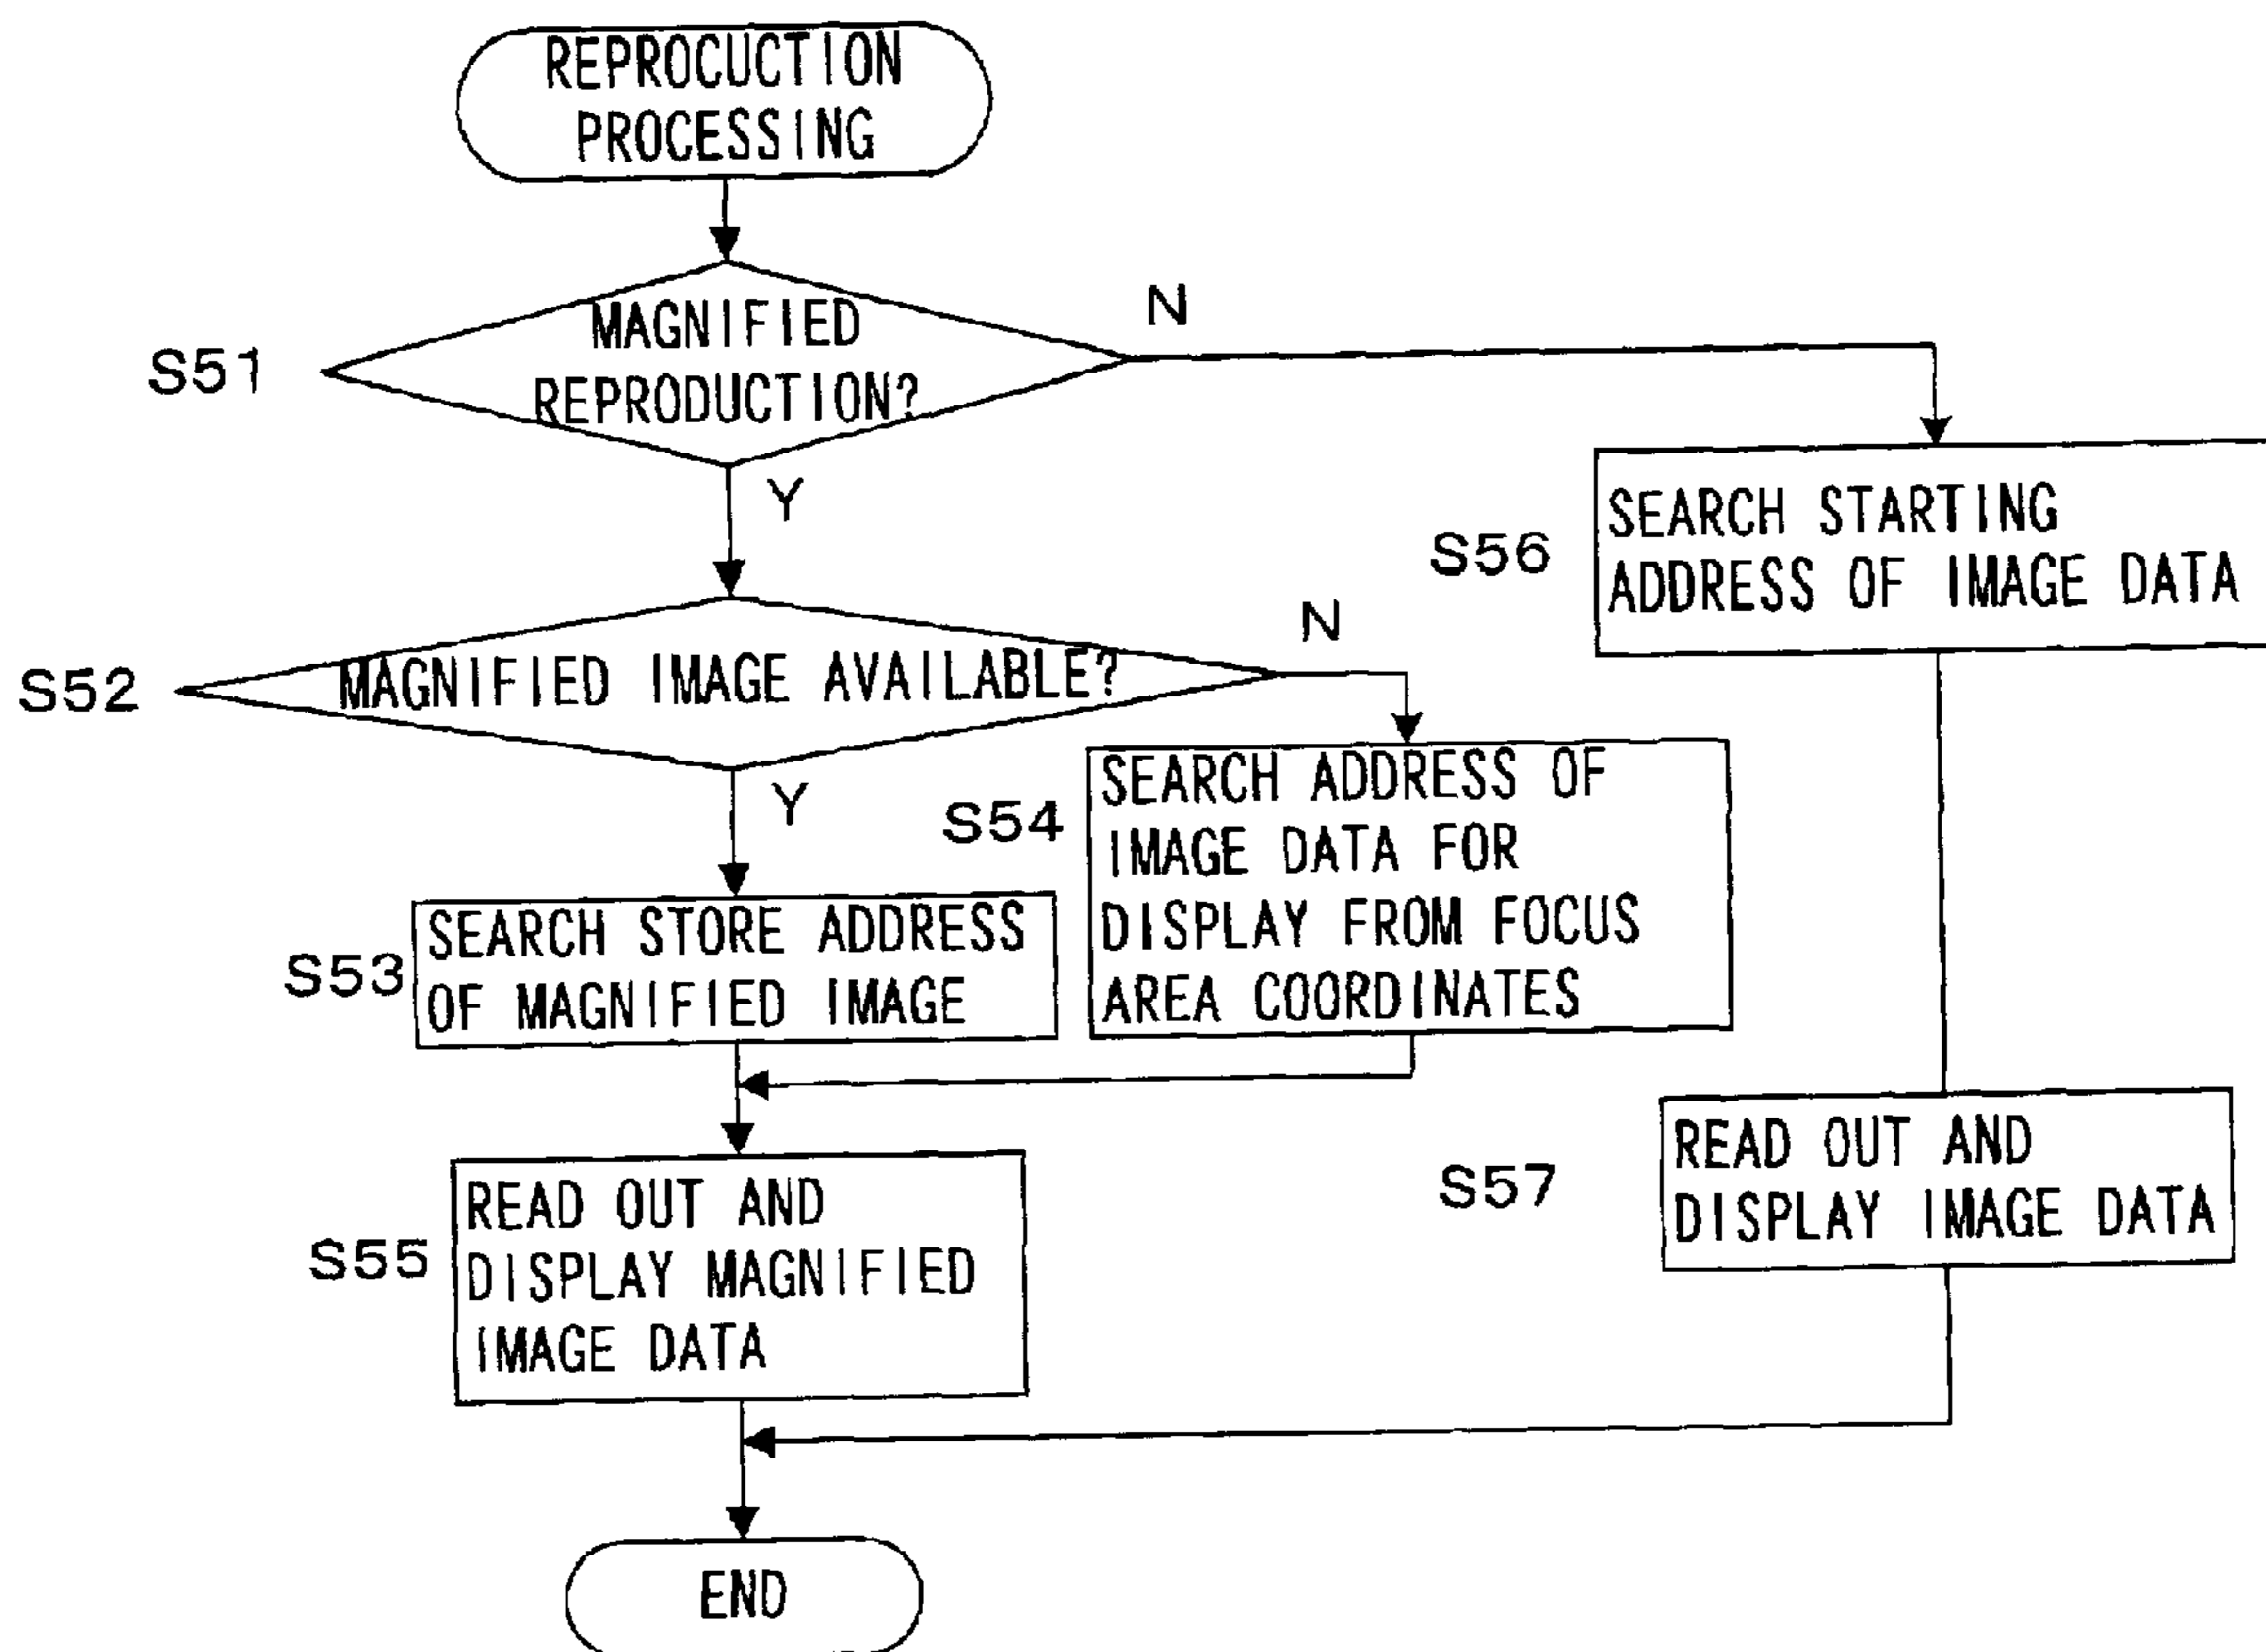 REPROCUCTION
PROCESSING
S51
MAGNIFIED
REPRODUCTION?
N
Y
S56
SEARCH STARTING
ADDRESS OF IMAGE DATA
S52
MAGNIFIED IMAGE AVAILABLE?
N
Y
S54
SEARCH ADDRESS OF
IMAGE DATA FOR
DISPLAY FROM FOCUS
AREA COORDINATES
S53
SEARCH STORE ADDRESS
OF MAGNIFIED IMAGE
S57
READ OUT AND
DISPLAY IMAGE DATA
S55
READ OUT AND
DISPLAY MAGNIFIED
IMAGE DATA
END